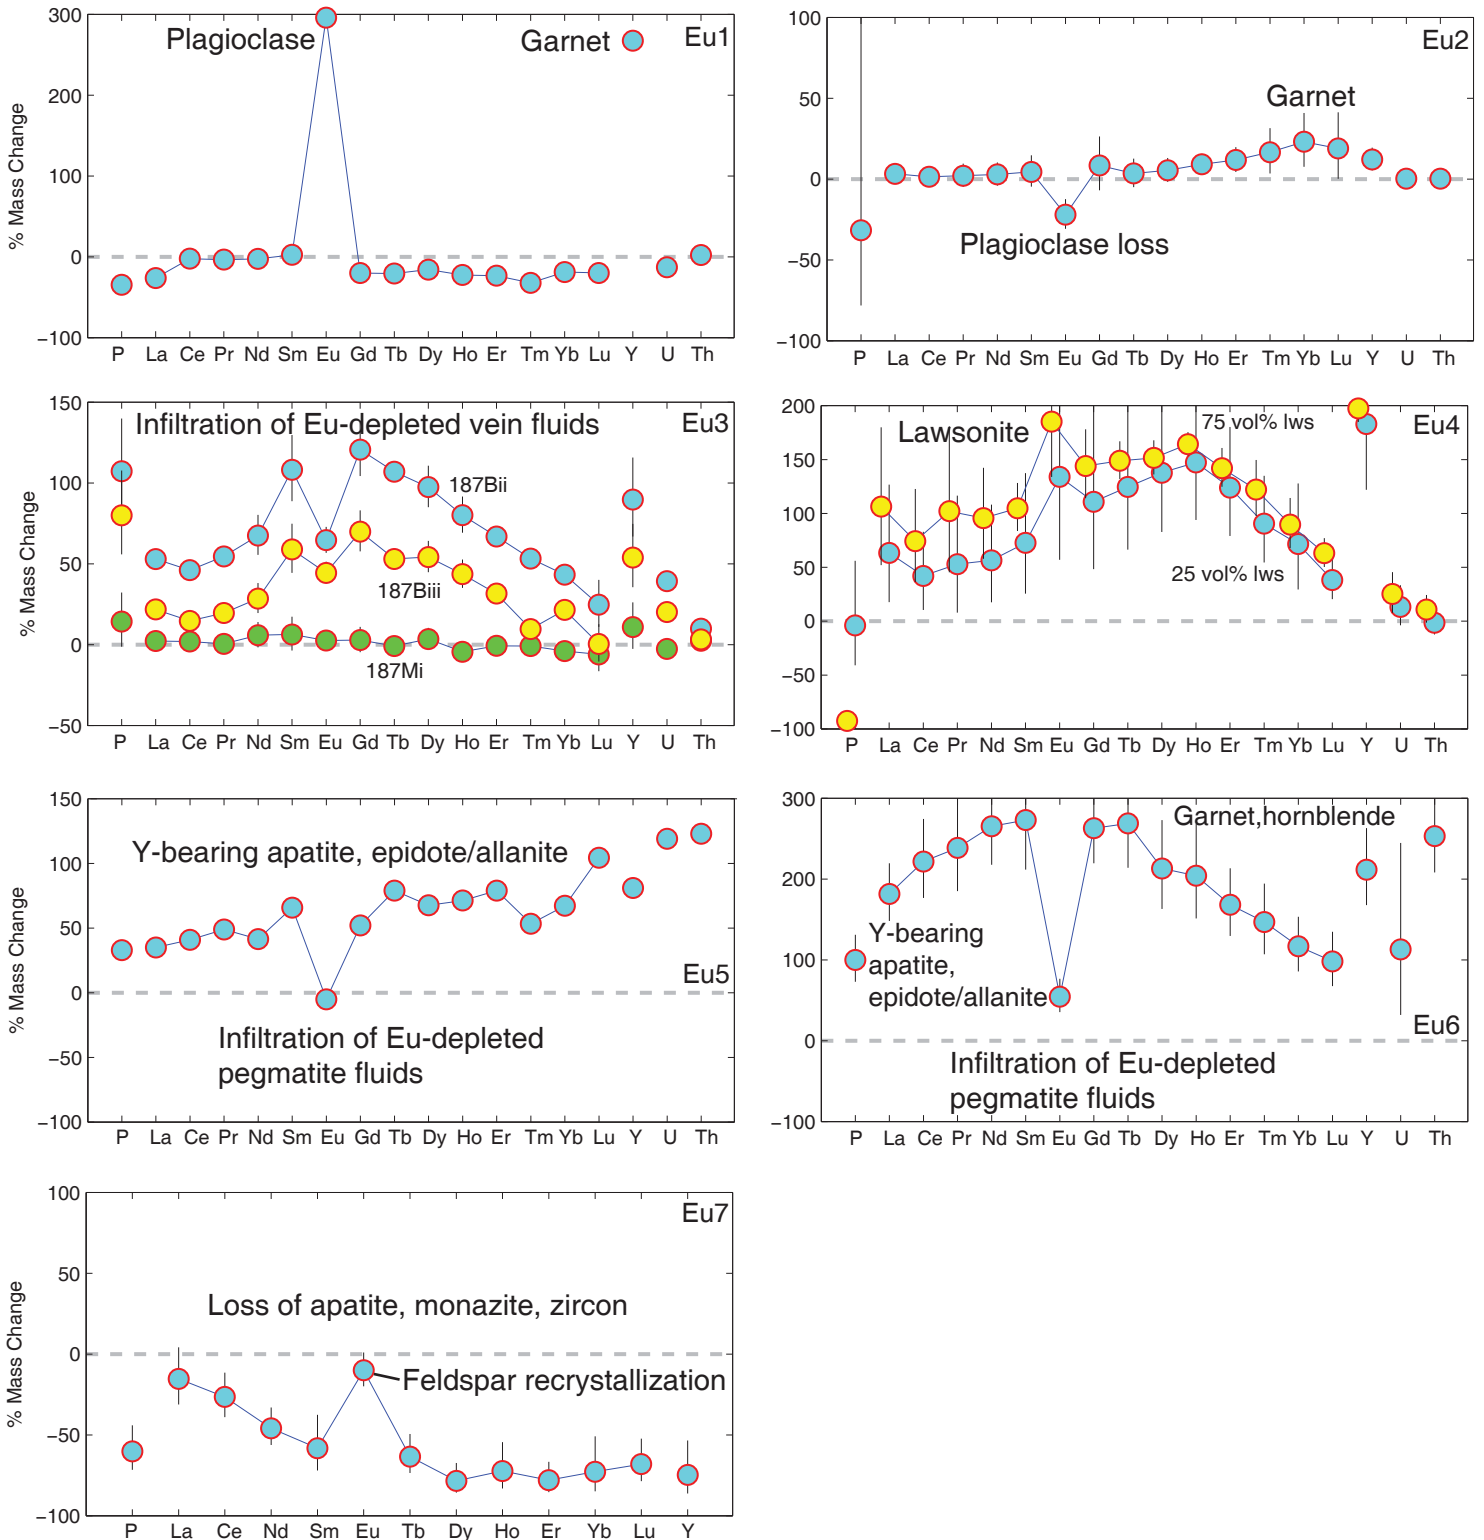 Plagioclase
Garnet
Eu1
% Mass Change
300
200
100
0
−100
P La Ce Pr Nd Sm Eu Gd Tb Dy Ho Er Tm Yb Lu Y U Th
Eu2
Garnet
Plagioclase loss
100
50
0
−50
−100
P La Ce Pr Nd Sm Eu Gd Tb Dy Ho Er Tm Yb Lu Y U Th
Infiltration of Eu-depleted vein fluids
Eu3
187Bii
187Biii
187Mi
% Mass Change
150
100
50
0
−50
P La Ce Pr Nd Sm Eu Gd Tb Dy Ho Er Tm Yb Lu Y U Th
Lawsonite
75 vol% lws
Eu4
25 vol% lws
200
150
100
50
0
−50
−100
P La Ce Pr Nd Sm Eu Gd Tb Dy Ho Er Tm Yb Lu Y U Th
Y-bearing apatite, epidote/allanite
Eu5
Infiltration of Eu-depleted
pegmatite fluids
% Mass Change
150
100
50
0
−50
−100
P La Ce Pr Nd Sm Eu Gd Tb Dy Ho Er Tm Yb Lu Y U Th
Garnet,hornblende
Y-bearing
apatite,
epidote/allanite
Eu6
Infiltration of Eu-depleted
pegmatite fluids
300
200
100
0
−100
P La Ce Pr Nd Sm Eu Gd Tb Dy Ho Er Tm Yb Lu Y U Th
Eu7
Loss of apatite, monazite, zircon
Feldspar recrystallization
% Mass Change
100
50
0
−50
−100
P La Ce Nd Sm Eu Tb Dy Ho Er Yb Lu Y